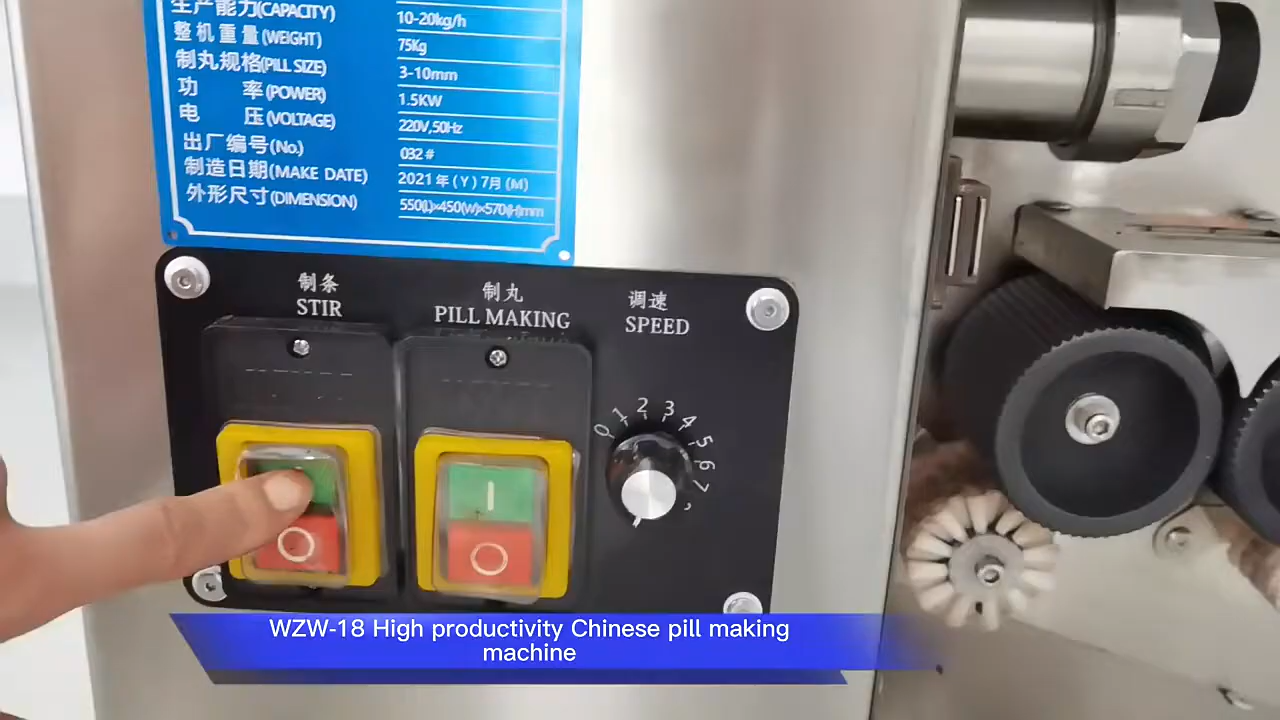 生产能力(CAPACITY) 10-20kg/h
整机重量(WEIGHT) 75Kg
制丸规格(PILL SIZE) 3-10mm
功 率(POWER) 1.5KW
电 压(VOLTAGE) 220V,50Hz
出厂编号(No.) 032#
制造日期(MAKE DATE) 2021年(Y)7月(M)
外形尺寸(DIMENSION) 550(L)×450(W)×570(H)mm
制条 制丸 调速
STIR PILL MAKING SPEED
0 1 2 3 4 5 6 7
WZW-18 High productivity Chinese pill making
machine